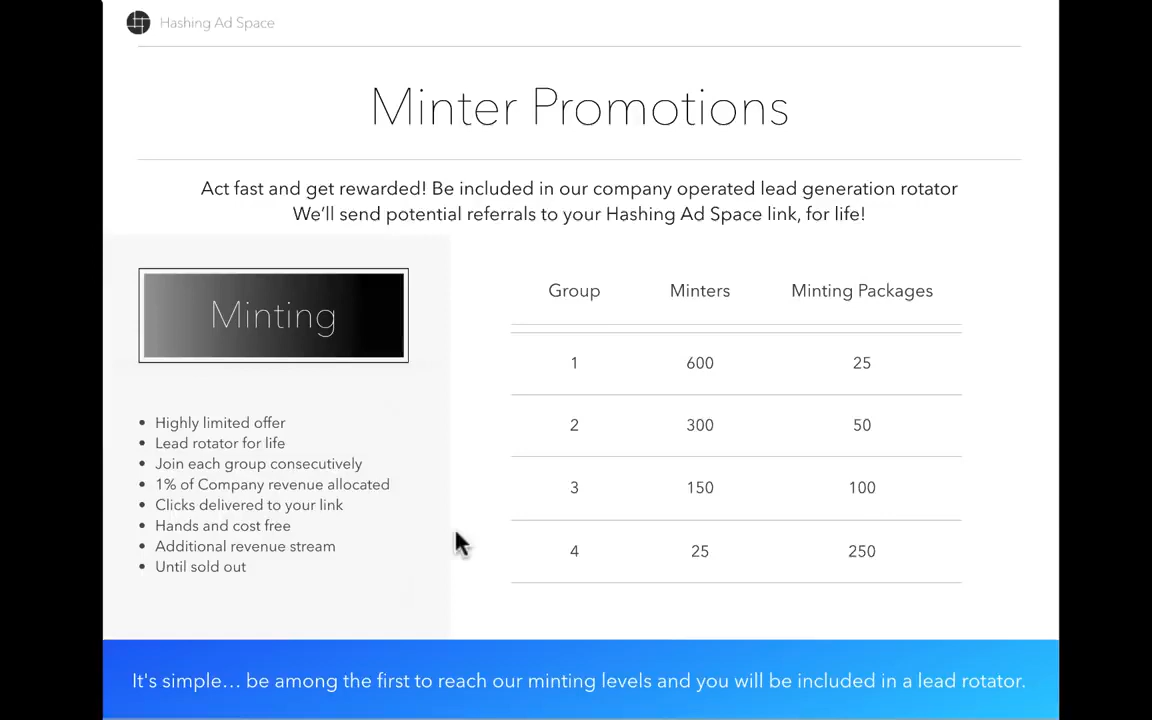 Hashing Ad Space
Minter Promotions
Act fast and get rewarded! Be included in our company operated lead generation rotator
We’ll send potential referrals to your Hashing Ad Space link, for life!
Minting
• Highly limited offer
• Lead rotator for life
• Join each group consecutively
• 1% of Company revenue allocated
• Clicks delivered to your link
• Hands and cost free
• Additional revenue stream
• Until sold out
Group Minters Minting Packages
1 600 25
2 300 50
3 150 100
4 25 250
It's simple... be among the first to reach our minting levels and you will be included in a lead rotator.